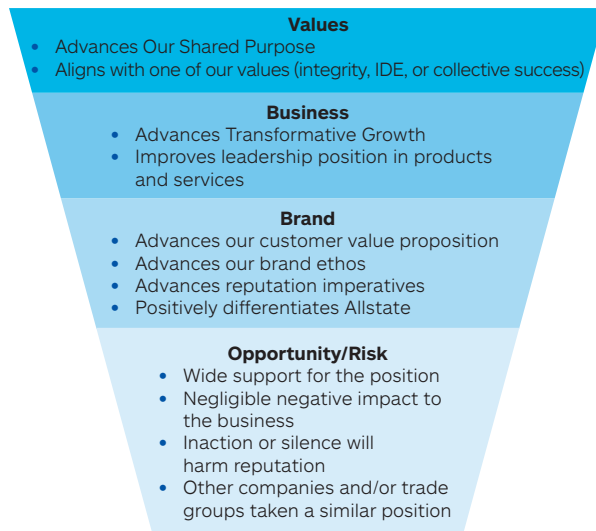 Values
• Advances Our Shared Purpose
• Aligns with one of our values (integrity, IDE, or collective success)
Business
• Advances Transformative Growth
• Improves leadership position in products
and services
Brand
• Advances our customer value proposition
• Advances our brand ethos
• Advances reputation imperatives
• Positively differentiates Allstate
Opportunity/Risk
• Wide support for the position
• Negligible negative impact to
the business
• Inaction or silence will
harm reputation
• Other companies and/or trade
groups taken a similar position